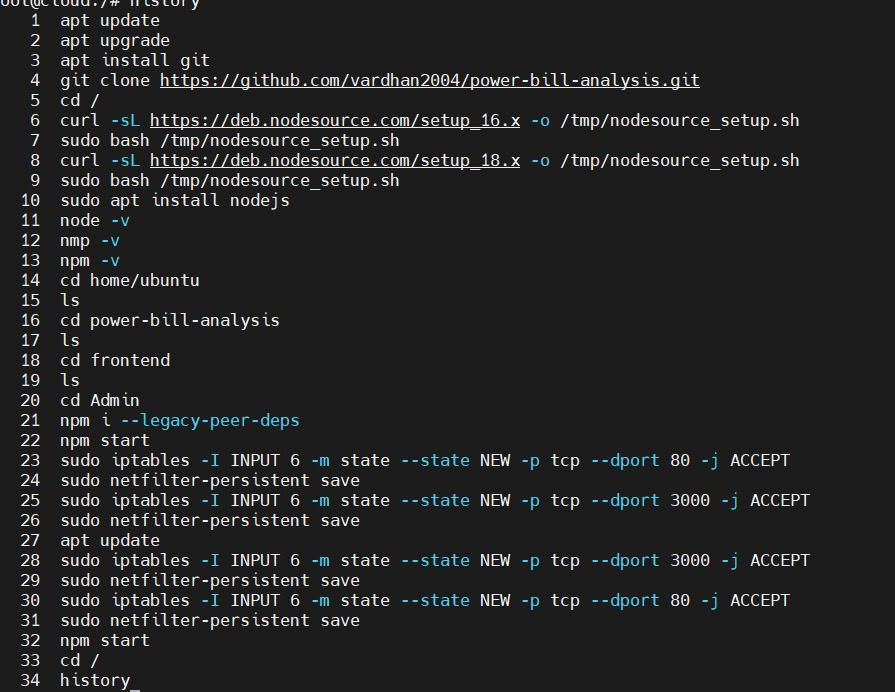 oot@cloud:/# history
1 apt update
2 apt upgrade
3 apt install git
4 git clone https://github.com/vardhan2004/power-bill-analysis.git
5 cd /
6 curl -sL https://deb.nodesource.com/setup_16.x -o /tmp/nodesource_setup.sh
7 sudo bash /tmp/nodesource_setup.sh
8 curl -sL https://deb.nodesource.com/setup_18.x -o /tmp/nodesource_setup.sh
9 sudo bash /tmp/nodesource_setup.sh
10 sudo apt install nodejs
11 node -v
12 nmp -v
13 npm -v
14 cd home/ubuntu
15 ls
16 cd power-bill-analysis
17 ls
18 cd frontend
19 ls
20 cd Admin
21 npm i --legacy-peer-deps
22 npm start
23 sudo iptables -I INPUT 6 -m state --state NEW -p tcp --dport 80 -j ACCEPT
24 sudo netfilter-persistent save
25 sudo iptables -I INPUT 6 -m state --state NEW -p tcp --dport 3000 -j ACCEPT
26 sudo netfilter-persistent save
27 apt update
28 sudo iptables -I INPUT 6 -m state --state NEW -p tcp --dport 3000 -j ACCEPT
29 sudo netfilter-persistent save
30 sudo iptables -I INPUT 6 -m state --state NEW -p tcp --dport 80 -j ACCEPT
31 sudo netfilter-persistent save
32 npm start
33 cd /
34 history